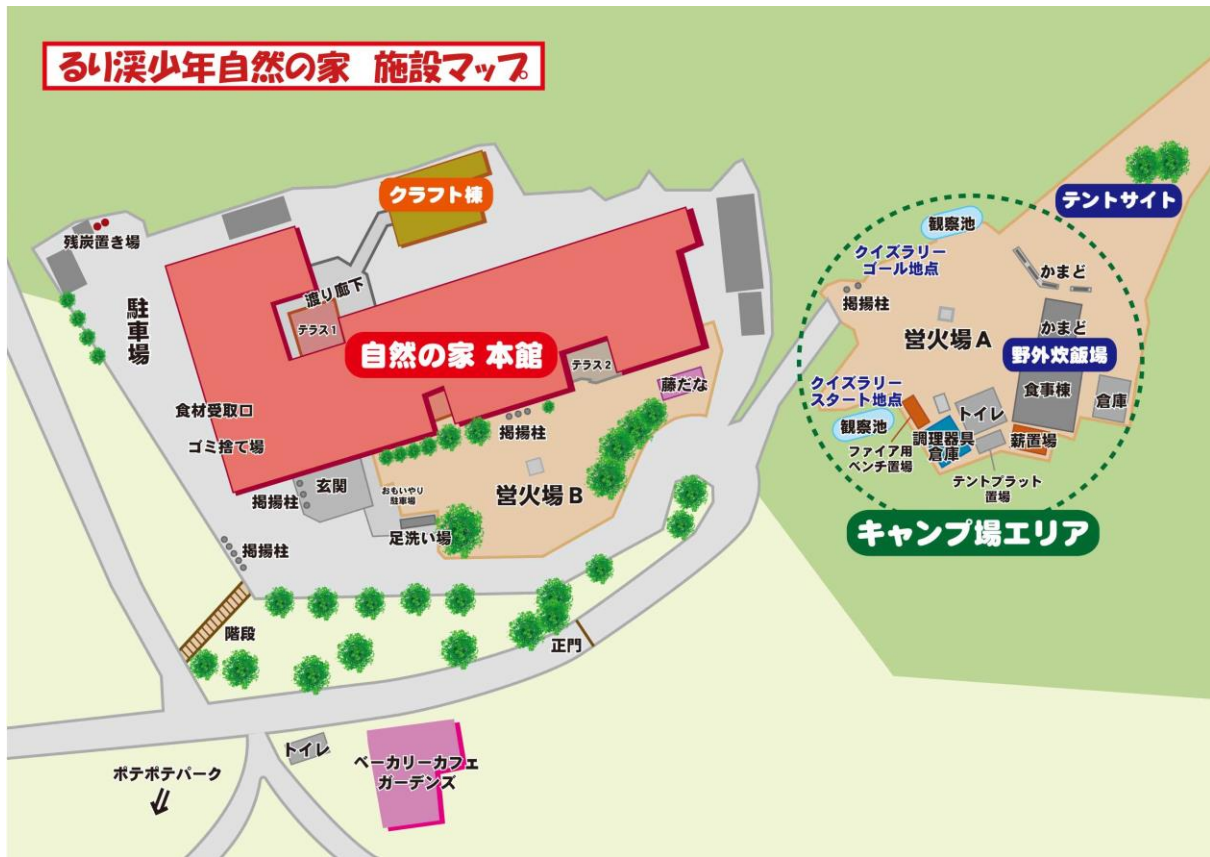 るり渓少年自然の家 施設マップ
クラフト棟
残炭置き場
渡り廊下
テラス1
駐車場
自然の家 本館
テラス2
藤だな
食材受取口
ゴミ捨て場
掲揚柱
玄関
掲揚柱
おもいやり
駐車場
営火場B
足洗い場
掲揚柱
階段
正門
トイレ
ベーカリーカフェ
ガーデンズ
ポテポテパーク
テントサイト
観察池
クイズラリー
ゴール地点
かまど
掲揚柱
営火場A
かまど
野外炊飯場
クイズラリー
スタート地点
食事棟
倉庫
トイレ
観察池
調理器具
倉庫
薪置場
ファイア用
ベンチ置場
テントプラット
置場
キャンプ場エリア